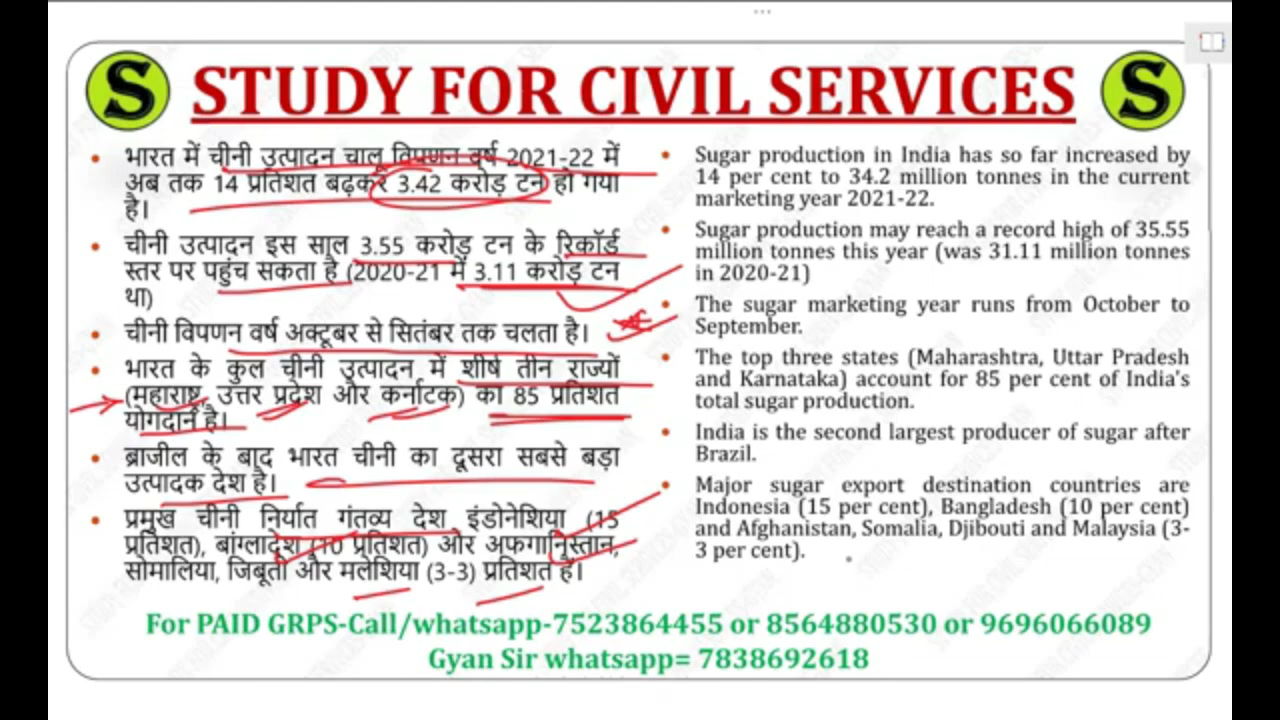 S STUDY FOR CIVIL SERVICES S
भारत में चीनी उत्पादन चालू विपणन वर्ष 2021-22 में
अब तक 14 प्रतिशत बढ़कर 3.42 करोड़ टन हो गया
है।
चीनी उत्पादन इस साल 3.55 करोड़ टन के रिकॉर्ड
स्तर पर पहुंच सकता है (2020-21 में 3.11 करोड़ टन
था)
चीनी विपणन वर्ष अक्टूबर से सितंबर तक चलता है।
भारत के कुल चीनी उत्पादन में शीर्ष तीन राज्यों
(महाराष्ट्र, उत्तर प्रदेश और कर्नाटक) का 85 प्रतिशत
योगदान है।
ब्राजील के बाद भारत चीनी का दूसरा सबसे बड़ा
उत्पादक देश है।
प्रमुख चीनी निर्यात गंतव्य देश इंडोनेशिया (15
प्रतिशत), बांग्लादेश (10 प्रतिशत) और अफगानिस्तान,
सोमालिया, जिबूती और मलेशिया (3-3) प्रतिशत हैं।
Sugar production in India has so far increased by
14 per cent to 34.2 million tonnes in the current
marketing year 2021-22.
Sugar production may reach a record high of 35.55
million tonnes this year (was 31.11 million tonnes
in 2020-21)
The sugar marketing year runs from October to
September.
The top three states (Maharashtra, Uttar Pradesh
and Karnataka) account for 85 per cent of India's
total sugar production.
India is the second largest producer of sugar after
Brazil.
Major sugar export destination countries are
Indonesia (15 per cent), Bangladesh (10 per cent)
and Afghanistan, Somalia, Djibouti and Malaysia (3-
3 per cent).
For PAID GRPS-Call/whatsapp-7523864455 or 8564880530 or 9696066089
Gyan Sir whatsapp= 7838692618